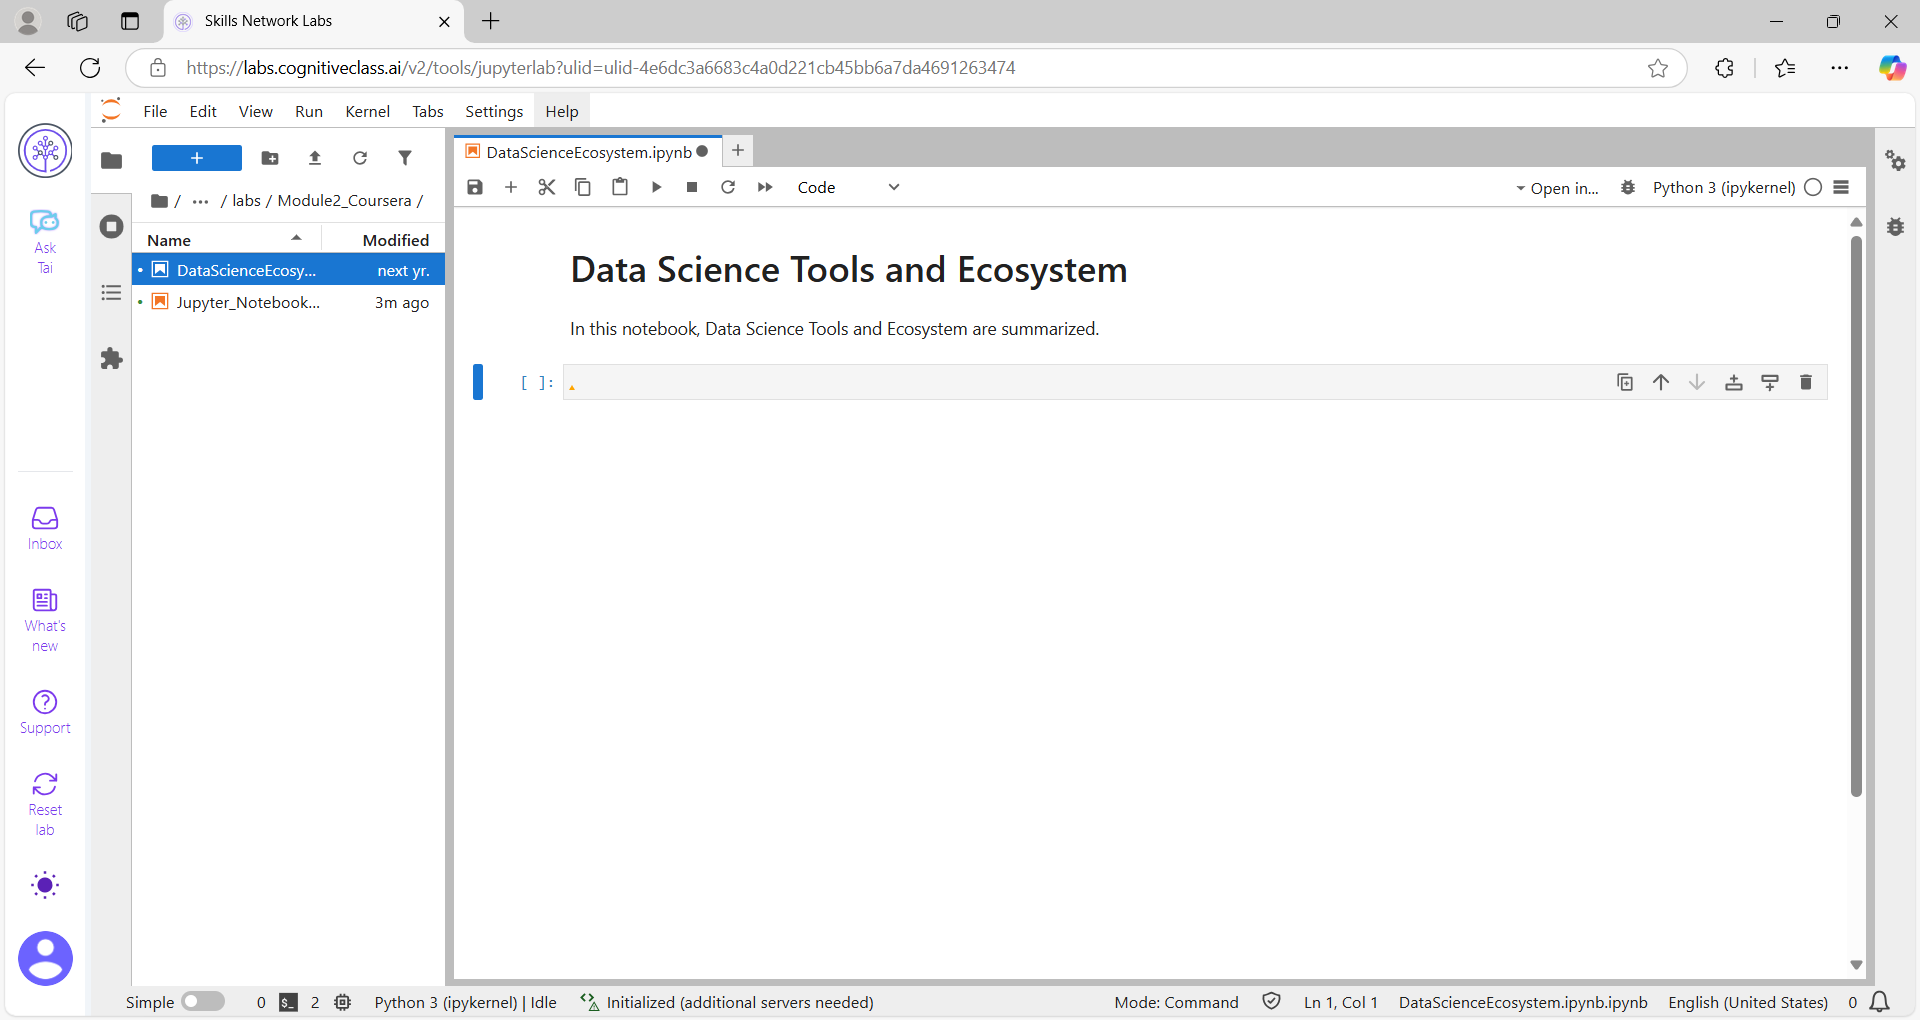 Skills Network Labs
https://labs.cognitiveclass.ai/v2/tools/jupyterlab?ulid=ulid-4e6dc3a6683c4a0d221cb45bb6a7da4691263474
File Edit View Run Kernel Tabs Settings Help
DataScienceEcosystem.ipynb
Code
Open in...
Python 3 (ipykernel)
/ ... / labs / Module2_Coursera /
Name Modified
DataScienceEcosy... next yr.
Jupyter_Notebook... 3m ago
Ask
Tai
Inbox
What's
new
Support
Reset
lab
Data Science Tools and Ecosystem
In this notebook, Data Science Tools and Ecosystem are summarized.
[ ]:
Simple 0 2 Python 3 (ipykernel) | Idle Initialized (additional servers needed) Mode: Command Ln 1, Col 1 DataScienceEcosystem.ipynb.ipynb English (United States) 0